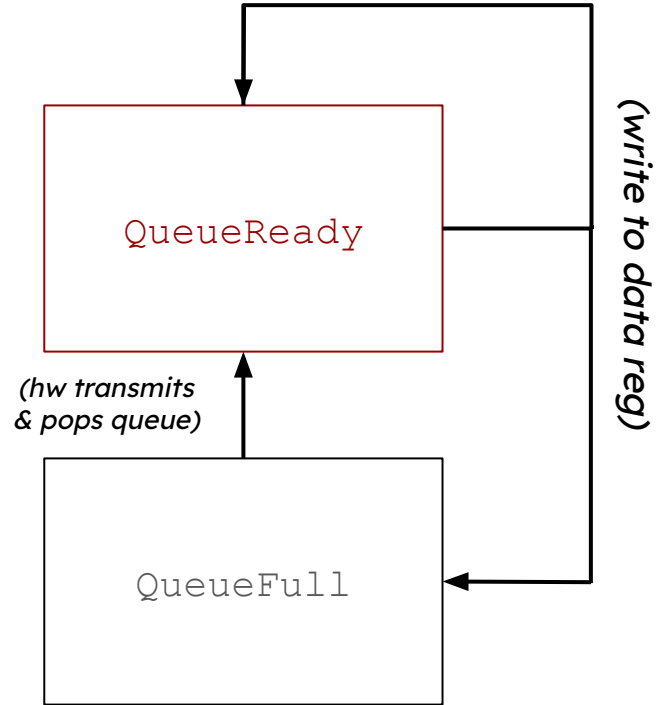 QueueReady
(write to data reg)
(hw transmits
& pops queue)
QueueFull